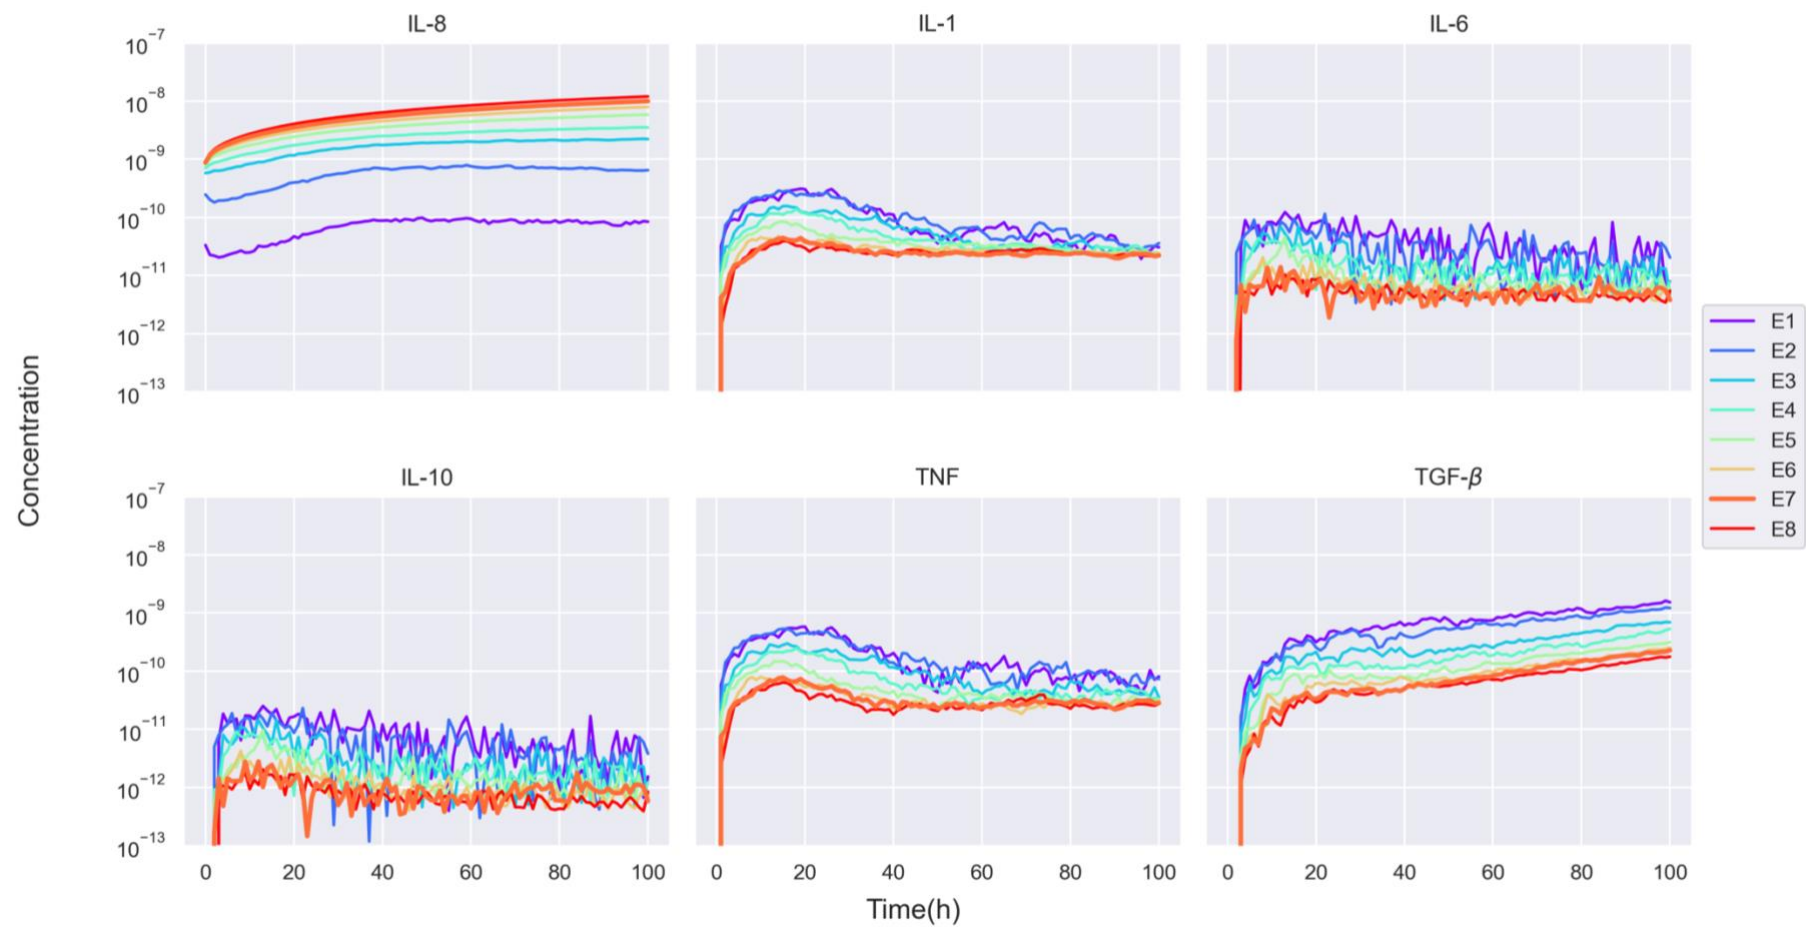 IL-8
IL-1
IL-6
10⁻⁷
10⁻⁸
10⁻⁹
10⁻¹⁰
10⁻¹¹
10⁻¹²
10⁻¹³
Concentration
E1
E2
E3
E4
E5
E6
E7
E8
IL-10
TNF
TGF-β
10⁻⁷
10⁻⁸
10⁻⁹
10⁻¹⁰
10⁻¹¹
10⁻¹²
10⁻¹³
0 20 40 60 80 100
0 20 40 60 80 100
0 20 40 60 80 100
Time(h)